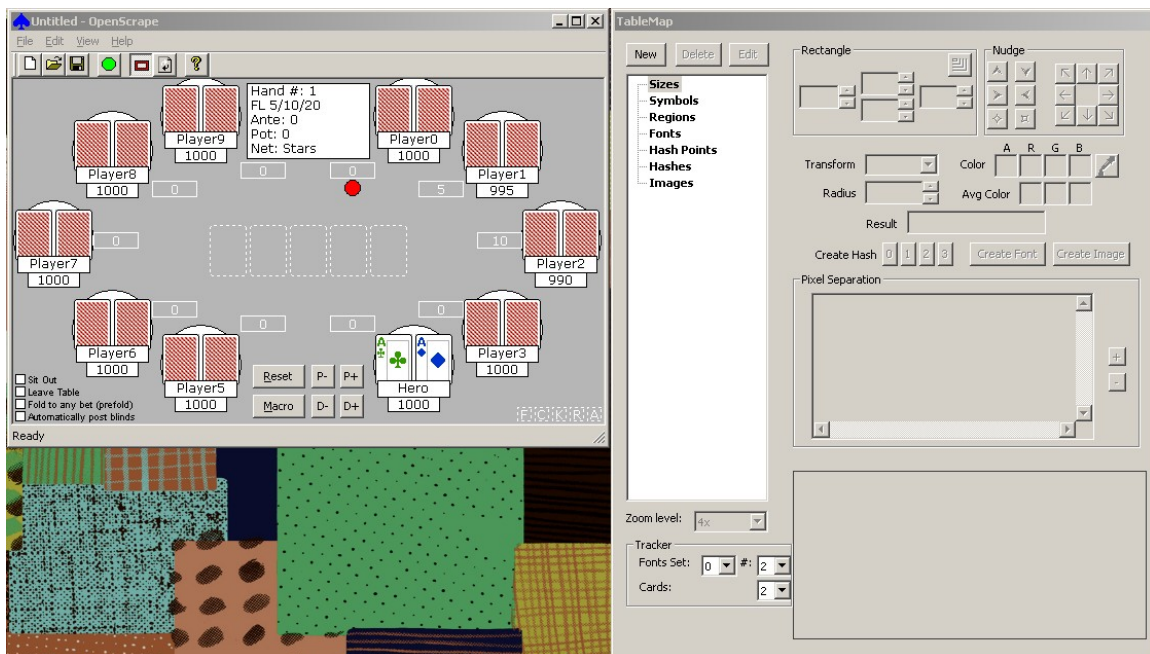 Untitled - OpenScrape
File Edit View Help
Hand #: 1
FL 5/10/20
Ante: 0
Pot: 0
Net: Stars
Player9
1000
Player0
1000
Player8
1000
Player1
995
0
0
0
5
Player7
1000
0
10
Player2
990
0
0
0
0
Player6
1000
Player3
1000
Player5
1000
A A
Hero
1000
Reset P- P+
Macro D- D+
Sit Out
Leave Table
Fold to any bet (prefold)
Automatically post blinds
F C K R A
Ready
TableMap
New Delete Edit
Sizes
Symbols
Regions
Fonts
Hash Points
Hashes
Images
Zoom level: 4x
Tracker
Fonts Set: 0 #: 2
Cards: 2
Rectangle
Nudge
A R G B
Transform Color
Radius Avg Color
Result
Create Hash 0 1 2 3 Create Font Create Image
Pixel Separation
+
-